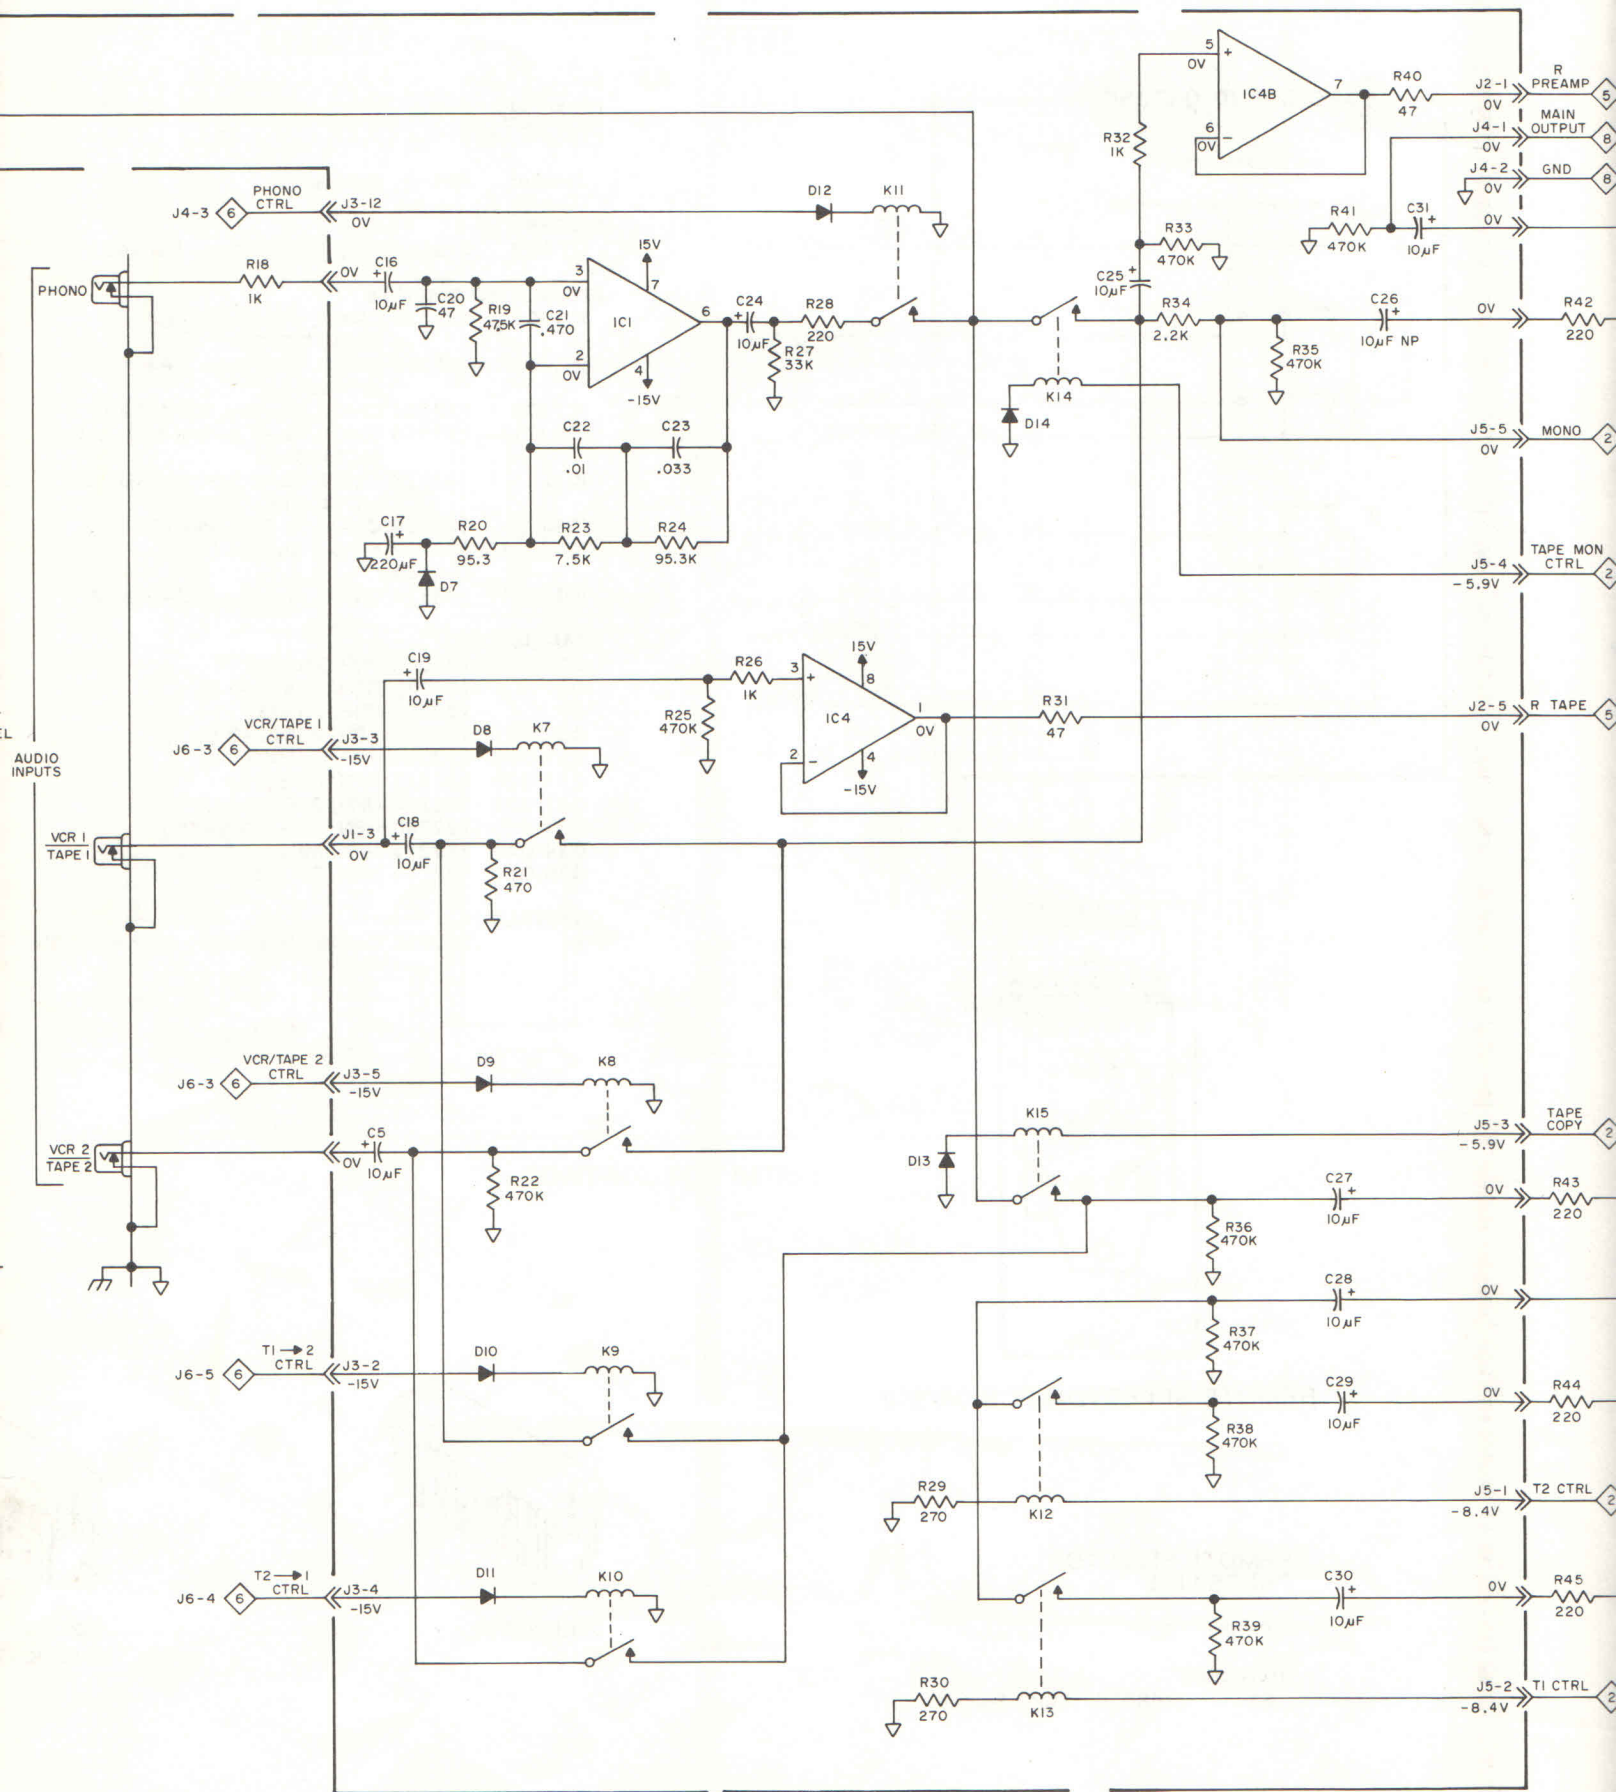 5
+
0V
IC4B
7
R40
47
J2-1
0V
R
PREAMP
5
6
0V
-
R32
1K
J4-1
0V
MAIN
OUTPUT
8
J4-2
0V
GND
8
J4-3
6
PHONO
CTRL
J3-12
0V
D12
K11
R33
470K
R41
470K
C31
+
10µF
0V
PHONO
R18
1K
0V
C16
+
10µF
C20
47
R19
47.5K
C21
.470
3
0V
2
0V
15V
7
IC1
6
4
-15V
C24
+
10µF
R27
33K
R28
220
C25
+
10µF
R34
2.2K
R35
470K
C26
+
10µF NP
0V
R42
220
K14
D14
J5-5
0V
MONO
2
C22
.01
C23
.033
C17
+
220µF
R20
95.3
R23
7.5K
R24
95.3K
D7
J5-4
-5.9V
TAPE MON
CTRL
2
C19
+
10µF
R26
1K
R25
470K
3
+
15V
8
IC4
1
0V
2
-
4
-15V
R31
47
J2-5
0V
R TAPE
5
EL
AUDIO
INPUTS
J6-3
6
VCR/TAPE 1
CTRL
J3-3
-15V
D8
K7
VCR 1
TAPE 1
J1-3
0V
C18
+
10µF
R21
470
J6-3
6
VCR/TAPE 2
CTRL
J3-5
-15V
D9
K8
VCR 2
TAPE 2
0V
C5
+
10µF
R22
470K
K15
D13
J5-3
-5.9V
TAPE
COPY
2
C27
+
10µF
0V
R43
220
R36
470K
C28
+
10µF
0V
R37
470K
J6-5
6
T1→2
CTRL
J3-2
-15V
D10
K9
C29
+
10µF
0V
R44
220
R38
470K
R29
270
K12
J5-1
-8.4V
T2 CTRL
2
J6-4
6
T2→1
CTRL
J3-4
-15V
D11
K10
C30
+
10µF
0V
R45
220
R39
470K
R30
270
K13
J5-2
-8.4V
T1 CTRL
2